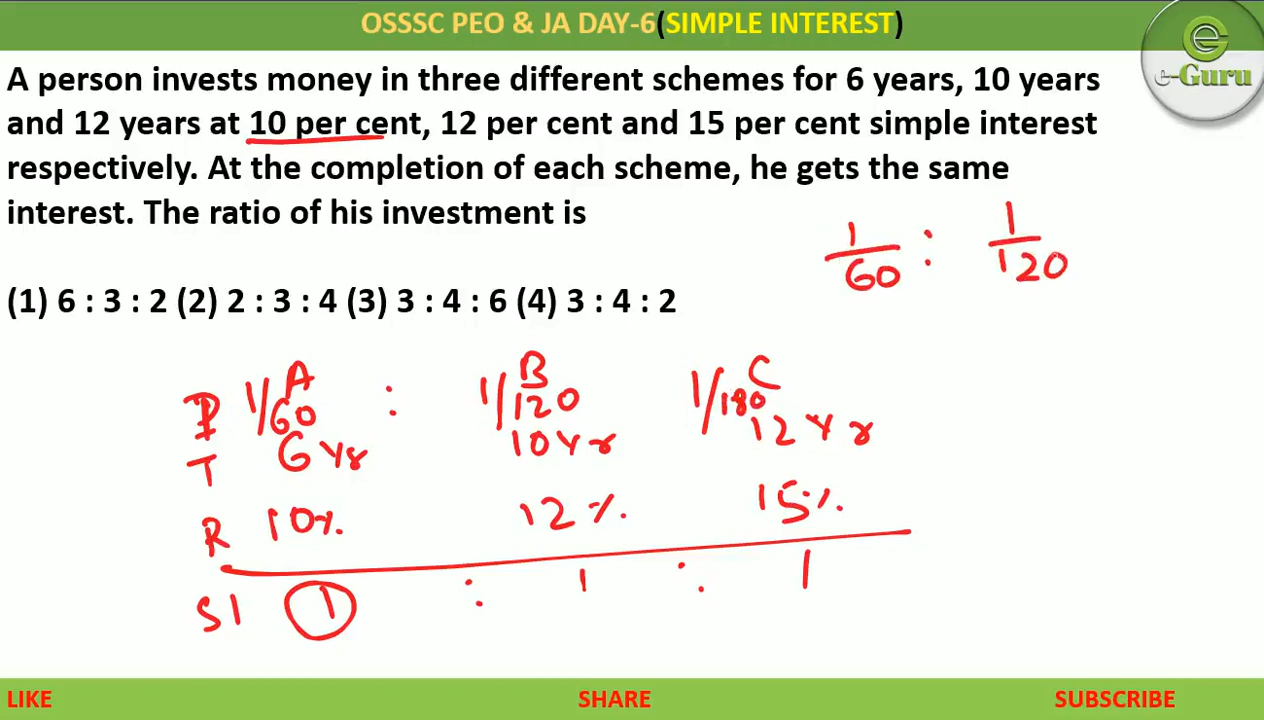 OSSSC PEO & JA DAY-6(SIMPLE INTEREST)
e-Guru
A person invests money in three different schemes for 6 years, 10 years
and 12 years at 10 per cent, 12 per cent and 15 per cent simple interest
respectively. At the completion of each scheme, he gets the same
interest. The ratio of his investment is
1/60 : 1/120
(1) 6 : 3 : 2 (2) 2 : 3 : 4 (3) 3 : 4 : 6 (4) 3 : 4 : 2
A B C
P 1/60 : 1/120 1/180
T 6 Yr 10 Yr 12 Yr
R 10% 12% 15%
SI 1 : 1 : 1
LIKE SHARE SUBSCRIBE